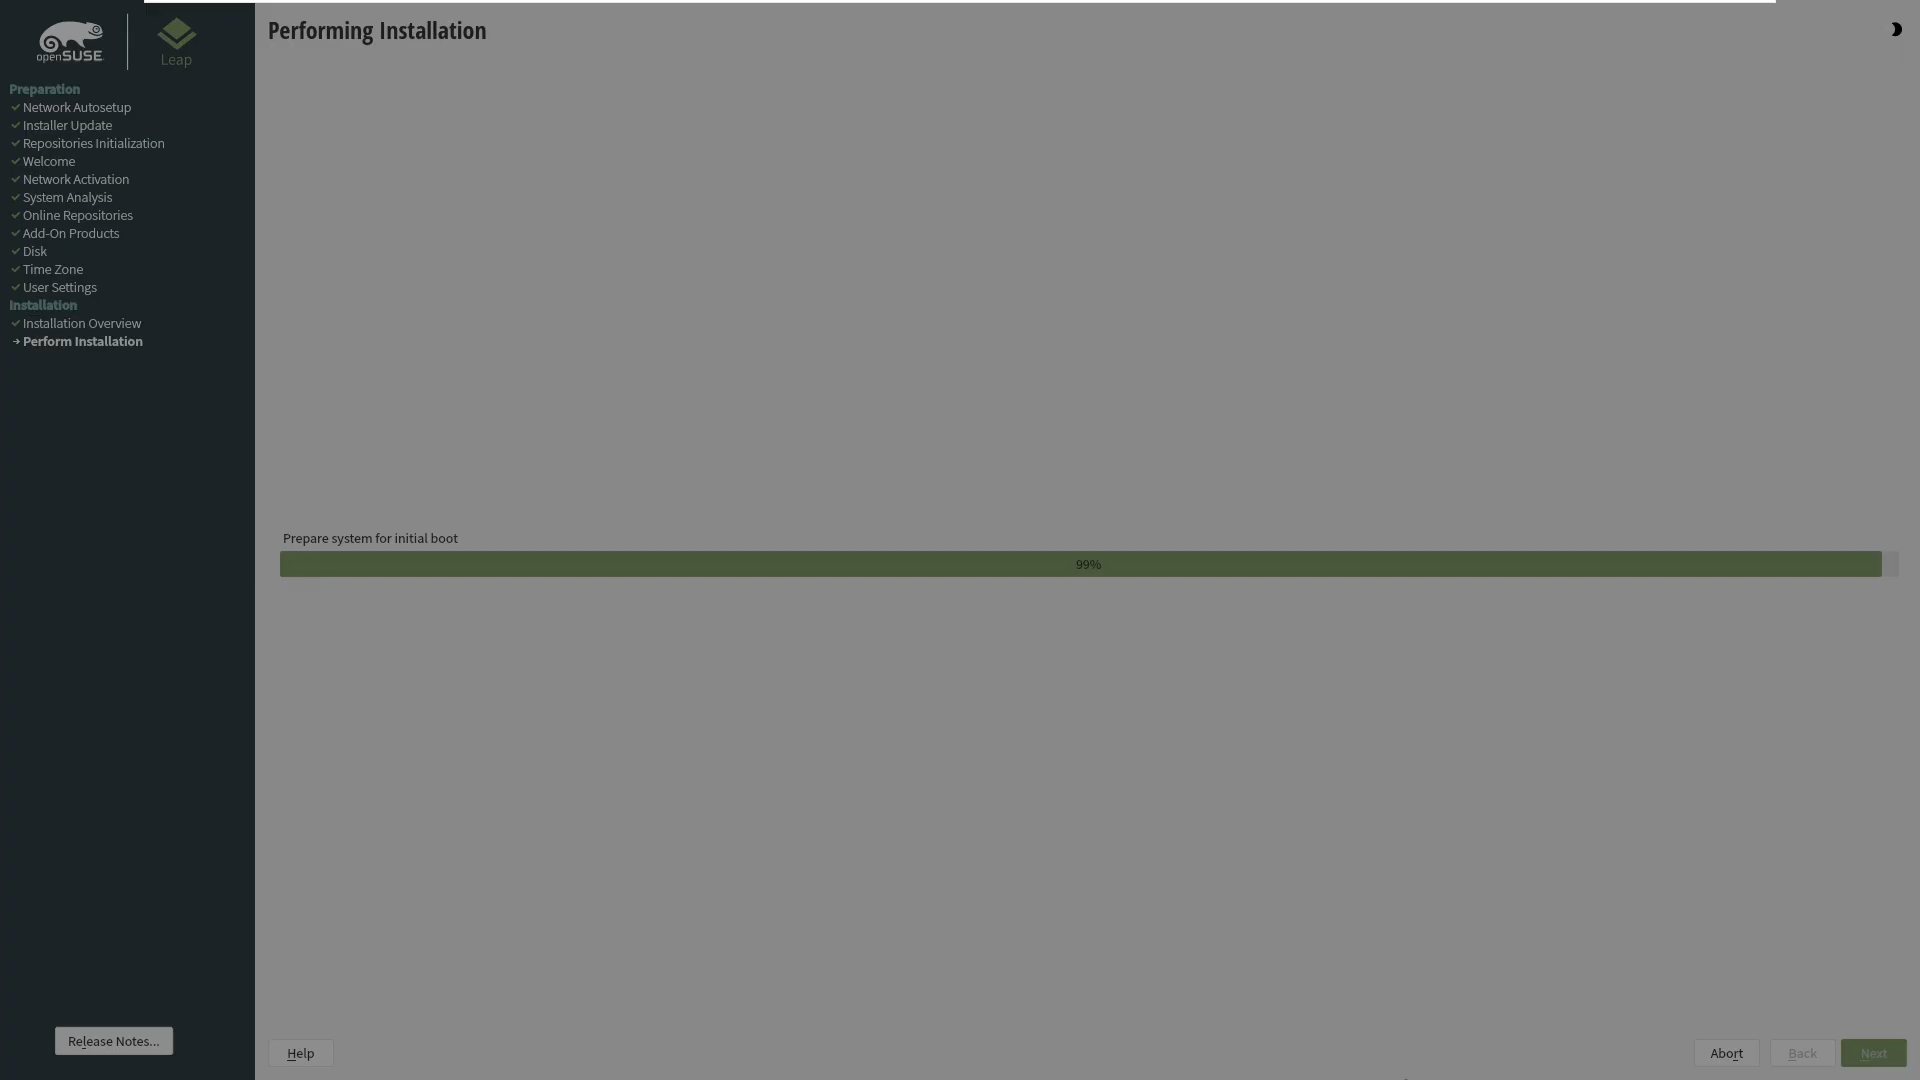 openSUSE
Leap
Performing Installation
Preparation
Network Autosetup
Installer Update
Repositories Initialization
Welcome
Network Activation
System Analysis
Online Repositories
Add-On Products
Disk
Time Zone
User Settings
Installation
Installation Overview
Perform Installation
Prepare system for initial boot
99%
Release Notes...
Help
Abort
Back
Next